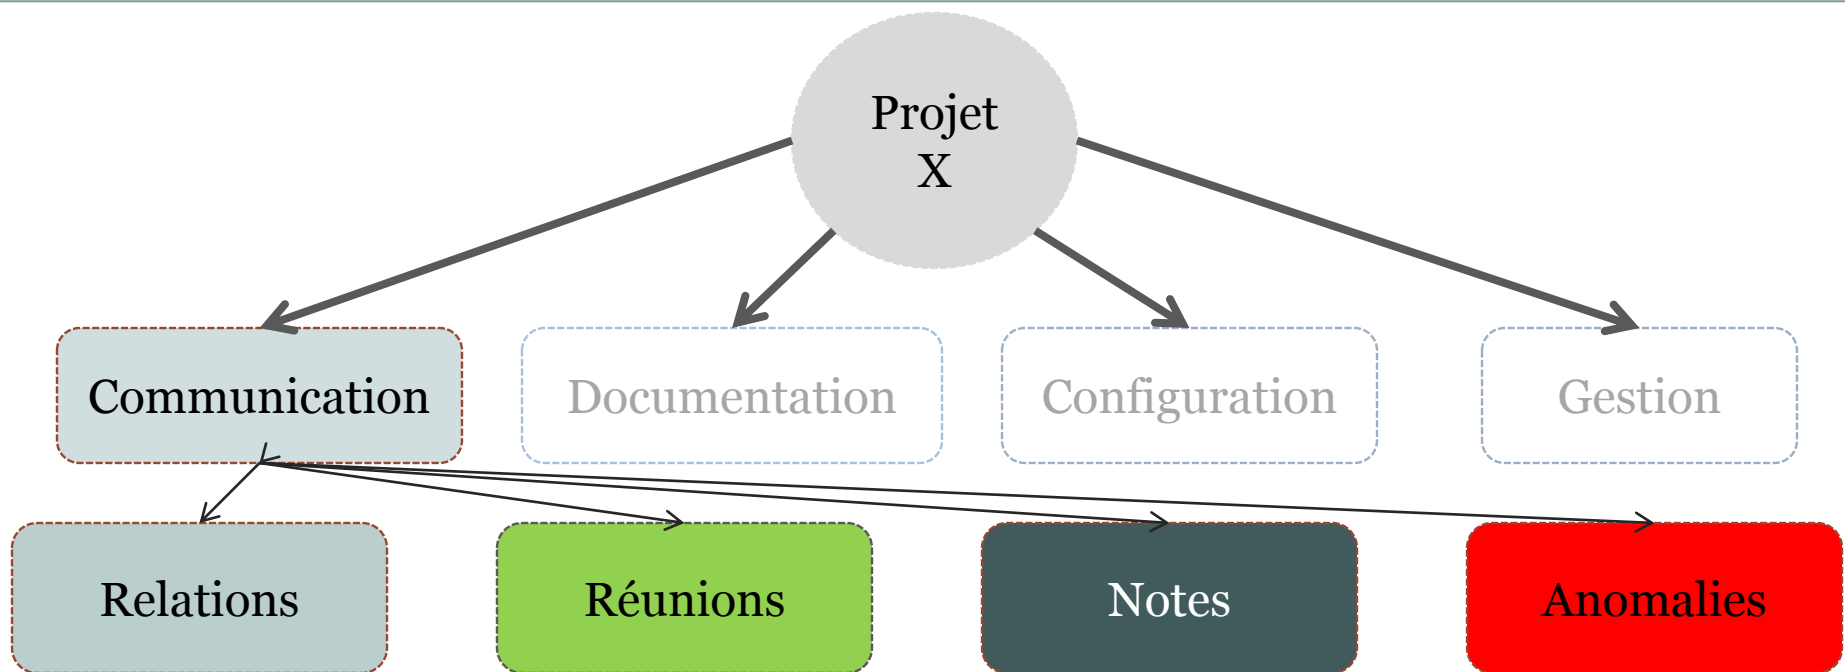 Projet
X
Communication
Documentation
Configuration
Gestion
Relations
Réunions
Notes
Anomalies